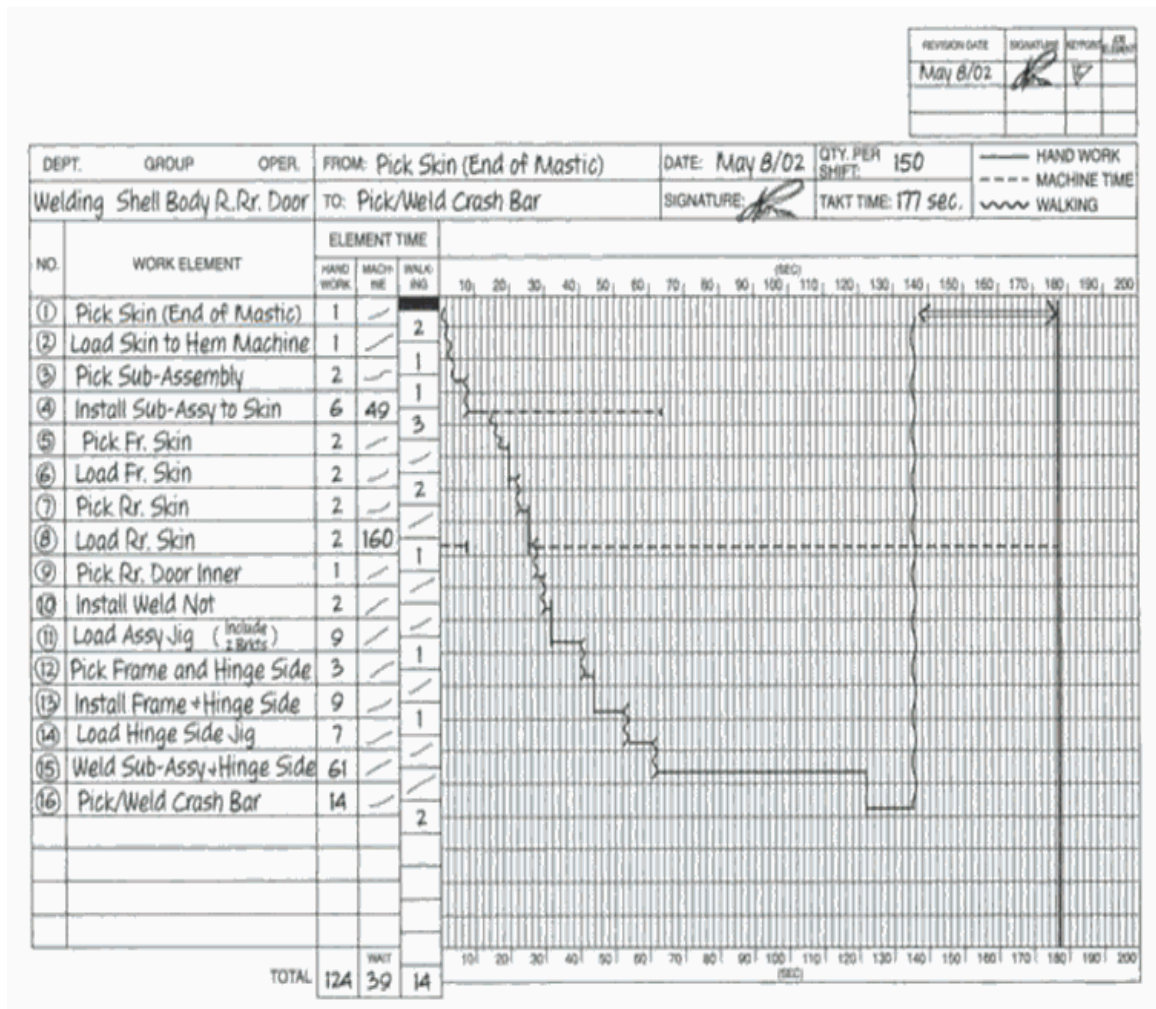 REVISION DATE SIGNATURE KEYPOINT JOB ELEMENT
May 8/02
DEPT. GROUP OPER. FROM: Pick Skin (End of Mastic) DATE: May 8/02 QTY. PER SHIFT: 150 HAND WORK
MACHINE TIME
Welding Shell Body R.Rr. Door TO: Pick/Weld Crash Bar SIGNATURE: TAKT TIME: 177 sec. WALKING
NO. WORK ELEMENT ELEMENT TIME
HAND WORK MACHINE WALKING
(SEC)
10 20 30 40 50 60 70 80 90 100 110 120 130 140 150 160 170 180 190 200
1 Pick Skin (End of Mastic) 1 2
2 Load Skin to Hem Machine 1 1
3 Pick Sub-Assembly 2 1
4 Install Sub-Assy to Skin 6 49 3
5 Pick Fr. Skin 2
6 Load Fr. Skin 2 2
7 Pick Rr. Skin 2
8 Load Rr. Skin 2 160 1
9 Pick Rr. Door Inner 1
10 Install Weld Not 2
11 Load Assy Jig (Include 2 Brkts) 9 1
12 Pick Frame and Hinge Side 3
13 Install Frame + Hinge Side 9 1
14 Load Hinge Side Jig 7
15 Weld Sub-Assy + Hinge Side 61
16 Pick/Weld Crash Bar 14 2
10 20 30 40 50 60 70 80 90 100 110 120 130 140 150 160 170 180 190 200
(SEC)
WAIT
TOTAL 124 39 14